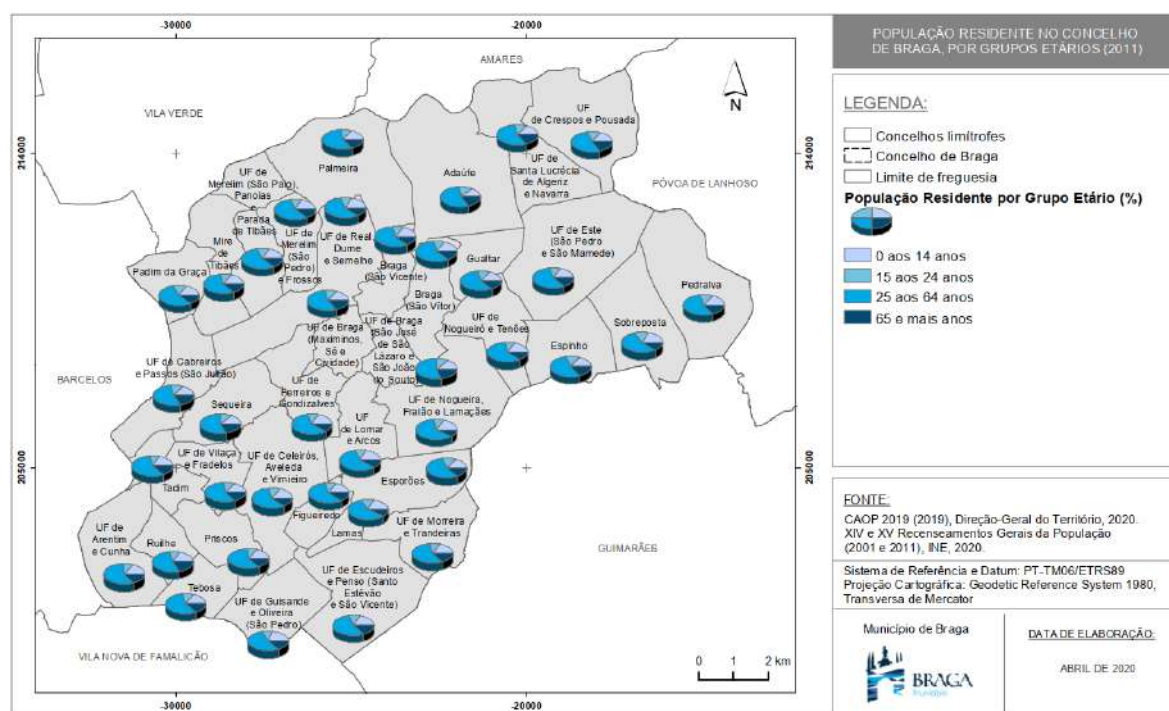 -30000
-20000
POPULAÇÃO RESIDENTE NO CONCELHO
DE BRAGA, POR GRUPOS ETÁRIOS (2011)
AMARES
VILA VERDE
N
UF
de Crespos e Pousada
214000
214000
Palmeira
UF de
Merelim (São Paio),
Panoias
e
Parada
de Tibães
Adaúfe
UF de
Santa Lucrécia
de Algeriz
e Navarra
PÓVOA DE LANHOSO
Mire
de
Tibães
UF de
Merelim
(São
Pedro)
e Frossos
UF de Real,
Dume
e Semelhe
Braga
(São Vicente)
Gualtar
UF de Este
(São Pedro
e São Mamede)
Padim da Graça
Braga
(São Vítor)
Pedralva
UF de Braga
(Maximinos,
Sé e
Cividade)
UF de Braga
(São José
de São
Lázaro e
São João
do Souto)
UF de
Nogueiró e Tenões
Espinho
Sobreposta
BARCELOS
UF de Cabreiros
e Passos (São Julião)
Sequeira
UF de
Ferreiros e
Gondizalves
UF de Nogueira,
Fraião e Lamaçães
UF
de Lomar
e Arcos
205000
205000
UF de Vilaça
e Fradelos
UF de Celeirós,
Aveleda
e Vimieiro
Tadim
Esporões
Figueiredo
Lamas
UF de Morreira
e Trandeiras
GUIMARÃES
UF de
Arentim
e Cunha
Ruilhe
Priscos
Tebosa
UF de Escudeiros
e Penso (Santo
Estêvão
e São Vicente)
UF de Guisande
e Oliveira
(São Pedro)
VILA NOVA DE FAMALICÃO
0 1 2 km
-30000
-20000
LEGENDA:
Concelhos limítrofes
Concelho de Braga
Limite de freguesia
População Residente por Grupo Etário (%)
0 aos 14 anos
15 aos 24 anos
25 aos 64 anos
65 e mais anos
FONTE:
CAOP 2019 (2019), Direção-Geral do Território, 2020.
XIV e XV Recenseamentos Gerais da População
(2001 e 2011), INE, 2020.
Sistema de Referência e Datum: PT-TM06/ETRS89
Projeção Cartográfica: Geodetic Reference System 1980,
Transversa de Mercator
Município de Braga
BRAGA
DATA DE ELABORAÇÃO:
ABRIL DE 2020